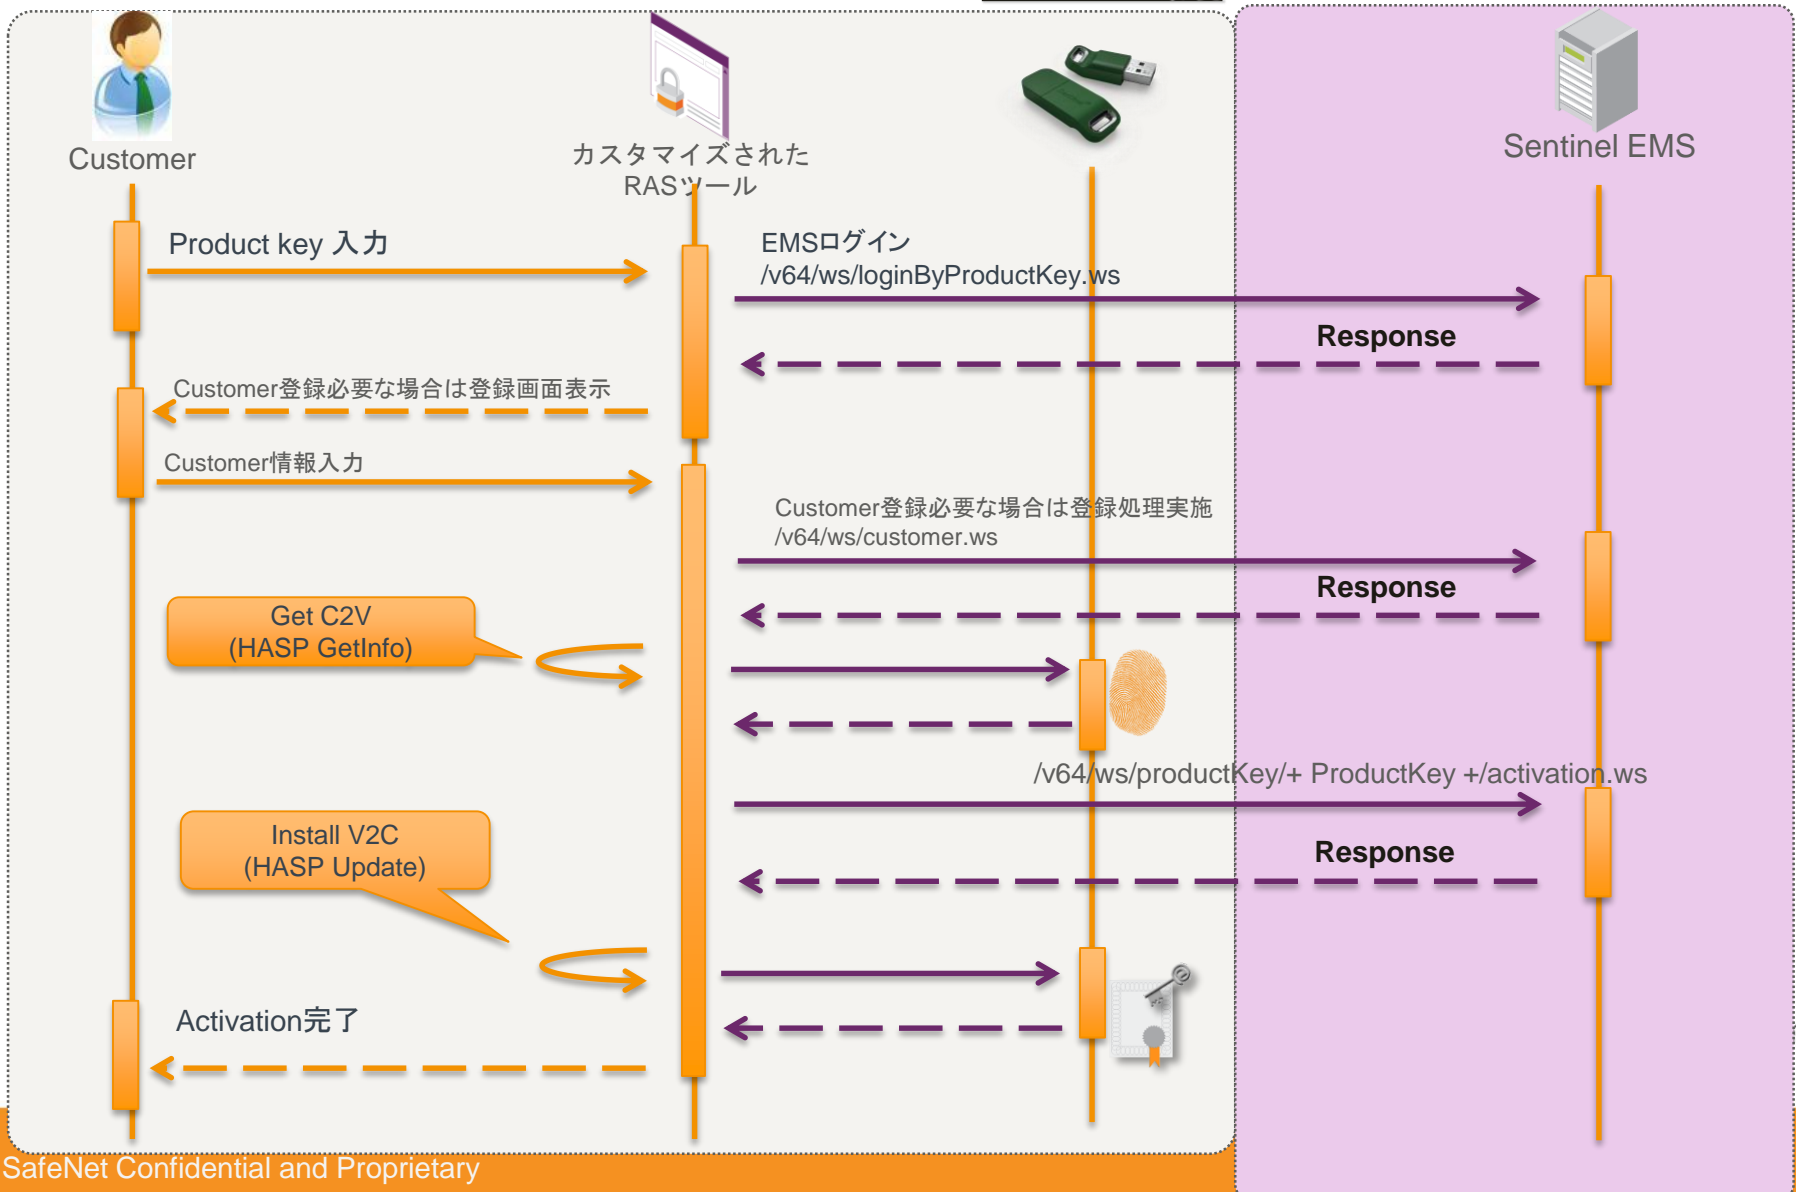 Customer
カスタマイズされた
RASツール
Sentinel EMS
Product key 入力
EMSログイン
/v64/ws/loginByProductKey.ws
Response
Customer登録必要な場合は登録画面表示
Customer情報入力
Customer登録必要な場合は登録処理実施
/v64/ws/customer.ws
Response
Get C2V
(HASP GetInfo)
/v64/ws/productKey/+ ProductKey +/activation.ws
Install V2C
(HASP Update)
Response
Activation完了
SafeNet Confidential and Proprietary